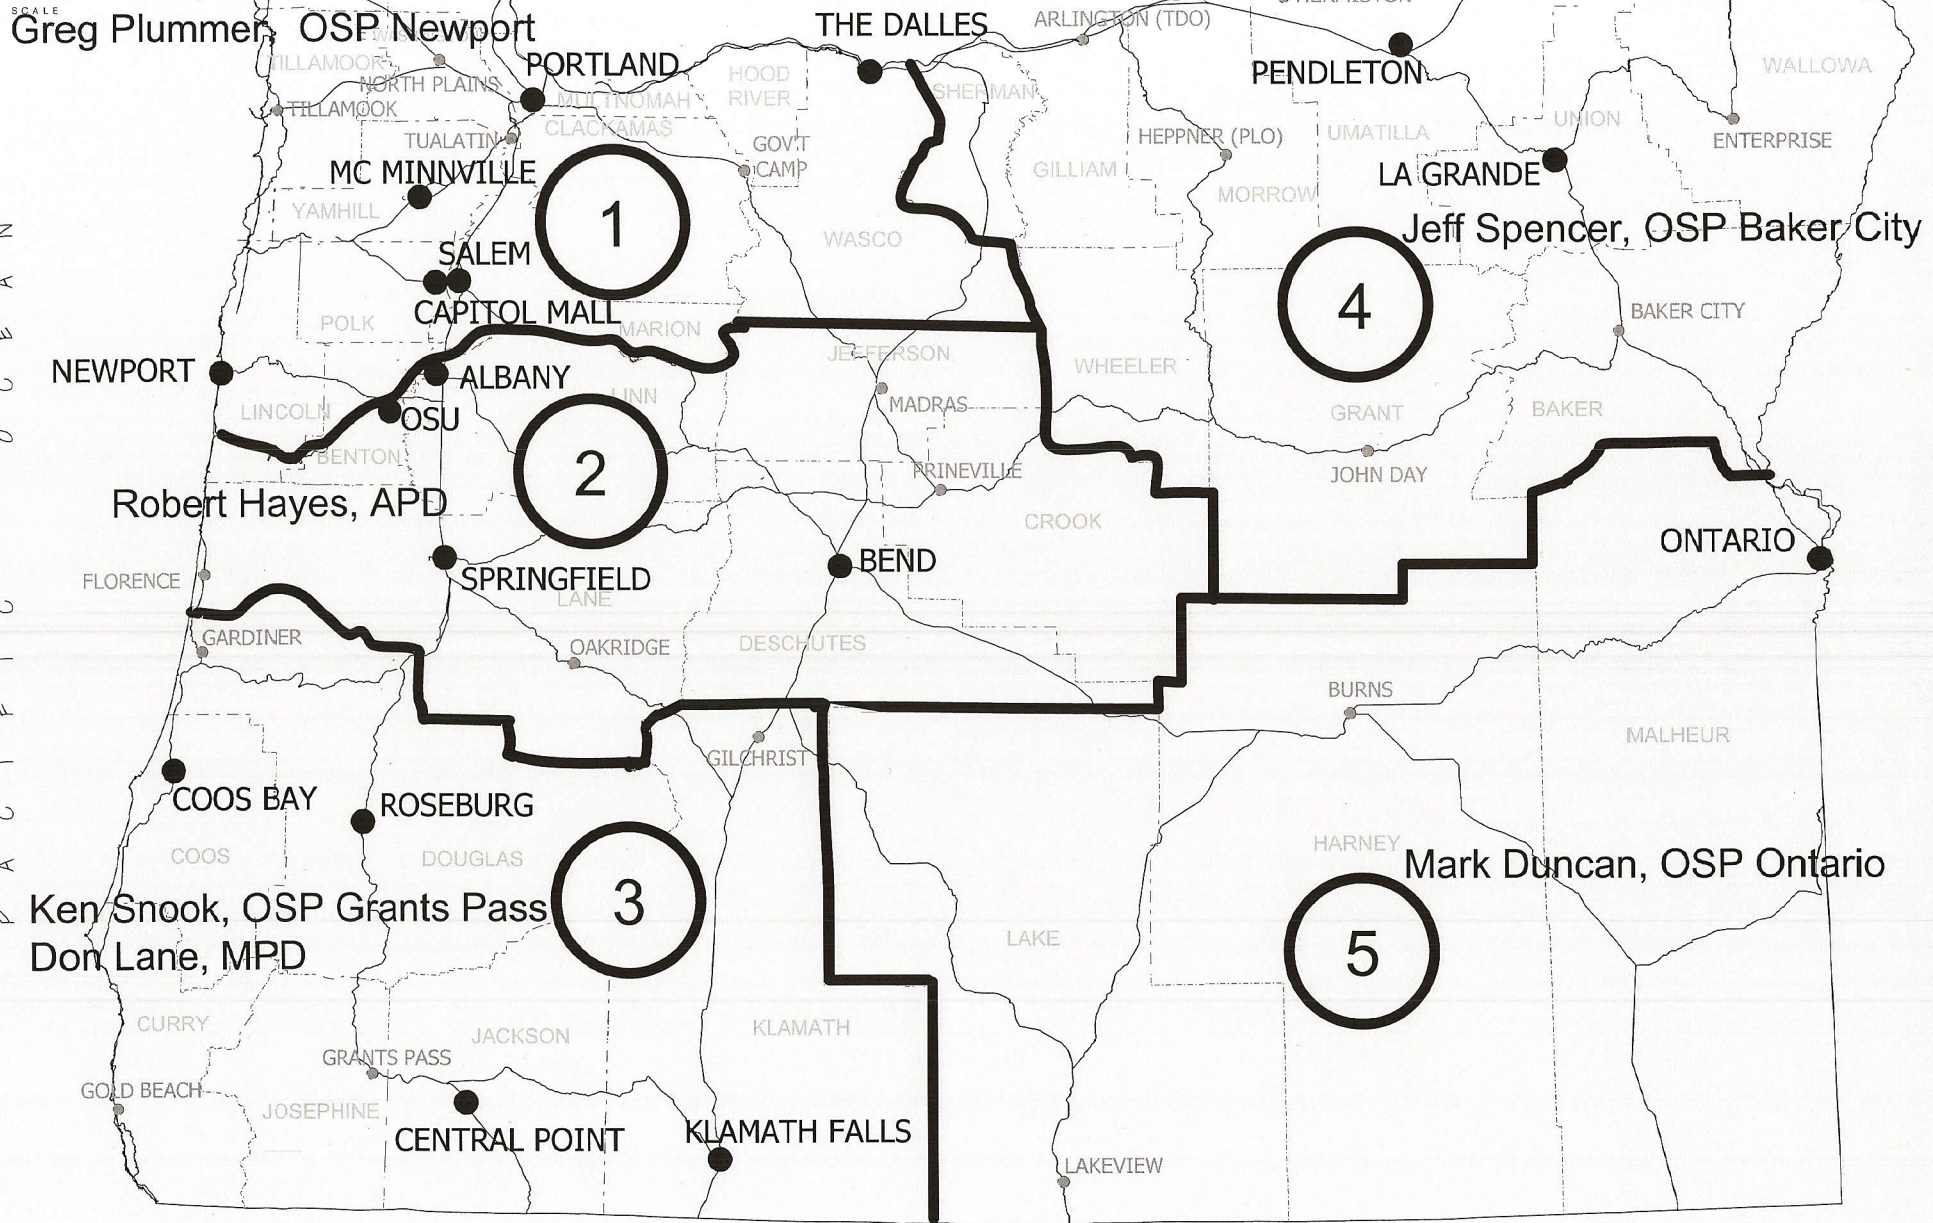 SCALE
Greg Plummer, OSP Newport
THE DALLES
ARLINGTON (TDO)
TILLAMOOK
NORTH PLAINS
PORTLAND
HOOD
RIVER
MULTNOMAH
SHERMAN
PENDLETON
WALLOWA
TILLAMOOK
TUALATIN
CLACKAMAS
GOV'T
CAMP
HEPPNER (PLO)
UMATILLA
UNION
ENTERPRISE
MC MINNVILLE
GILLIAM
LA GRANDE
MORROW
YAMHILL
1
WASCO
Jeff Spencer, OSP Baker City
SALEM
4
CAPITOL MALL
POLK
MARION
BAKER CITY
NEWPORT
JEFFERSON
WHEELER
ALBANY
LINN
MADRAS
LINCOLN
OSU
GRANT
BAKER
BENTON
2
PRINEVILLE
JOHN DAY
Robert Hayes, APD
CROOK
ONTARIO
BEND
FLORENCE
SPRINGFIELD
LANE
GARDINER
OAKRIDGE
DESCHUTES
BURNS
MALHEUR
GILCHRIST
COOS BAY
ROSEBURG
COOS
DOUGLAS
HARNEY
Mark Duncan, OSP Ontario
Ken Snook, OSP Grants Pass
3
Don Lane, MPD
LAKE
5
CURRY
JACKSON
KLAMATH
GRANTS PASS
GOLD BEACH
JOSEPHINE
CENTRAL POINT
KLAMATH FALLS
LAKEVIEW
PACIFIC OCEAN